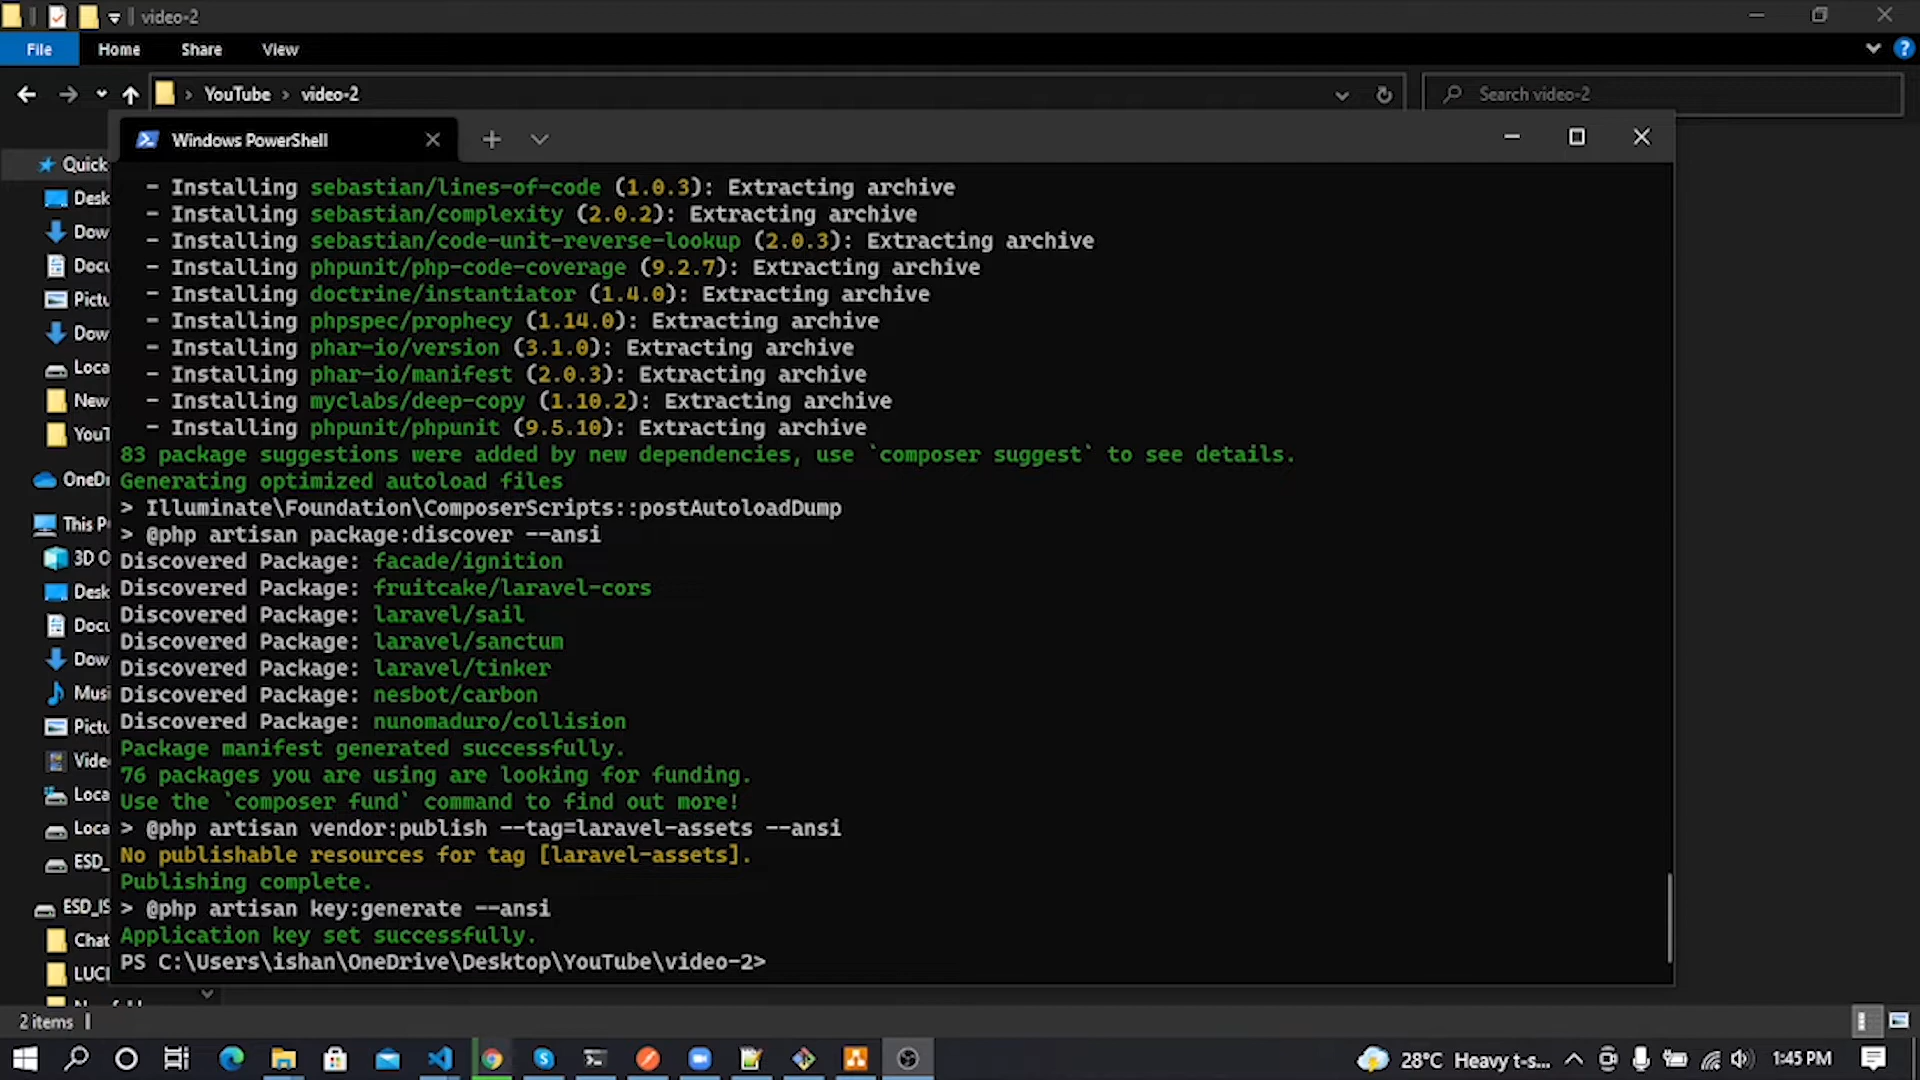 video-2
File Home Share View
YouTube video-2
Search video-2
Windows PowerShell
Quick
Desk
Dow
Docu
Pictu
Dow
Loca
New
YouT
OneDr
This P
3D O
Desk
Docu
Dow
Musi
Pictu
Vide
Loca
Loca
ESD_
ESD_IS
Chat
LUCI
- Installing sebastian/lines-of-code (1.0.3): Extracting archive
- Installing sebastian/complexity (2.0.2): Extracting archive
- Installing sebastian/code-unit-reverse-lookup (2.0.3): Extracting archive
- Installing phpunit/php-code-coverage (9.2.7): Extracting archive
- Installing doctrine/instantiator (1.4.0): Extracting archive
- Installing phpspec/prophecy (1.14.0): Extracting archive
- Installing phar-io/version (3.1.0): Extracting archive
- Installing phar-io/manifest (2.0.3): Extracting archive
- Installing myclabs/deep-copy (1.10.2): Extracting archive
- Installing phpunit/phpunit (9.5.10): Extracting archive
83 package suggestions were added by new dependencies, use `composer suggest` to see details.
Generating optimized autoload files
> Illuminate\Foundation\ComposerScripts::postAutoloadDump
> @php artisan package:discover --ansi
Discovered Package: facade/ignition
Discovered Package: fruitcake/laravel-cors
Discovered Package: laravel/sail
Discovered Package: laravel/sanctum
Discovered Package: laravel/tinker
Discovered Package: nesbot/carbon
Discovered Package: nunomaduro/collision
Package manifest generated successfully.
76 packages you are using are looking for funding.
Use the `composer fund` command to find out more!
> @php artisan vendor:publish --tag=laravel-assets --ansi
No publishable resources for tag [laravel-assets].
Publishing complete.
> @php artisan key:generate --ansi
Application key set successfully.
PS C:\Users\ishan\OneDrive\Desktop\YouTube\video-2>
2 items
28°C Heavy t-s... 1:45 PM